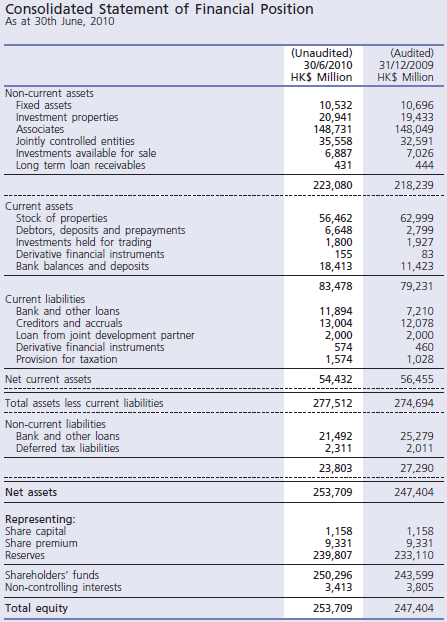 Consolidated Statement of Financial Position
As at 30th June, 2010
(Unaudited) (Audited)
30/6/2010 31/12/2009
HK$ Million HK$ Million
Non-current assets
Fixed assets 10,532 10,696
Investment properties 20,941 19,433
Associates 148,731 148,049
Jointly controlled entities 35,558 32,591
Investments available for sale 6,887 7,026
Long term loan receivables 431 444
223,080 218,239
Current assets
Stock of properties 56,462 62,999
Debtors, deposits and prepayments 6,648 2,799
Investments held for trading 1,800 1,927
Derivative financial instruments 155 83
Bank balances and deposits 18,413 11,423
83,478 79,231
Current liabilities
Bank and other loans 11,894 7,210
Creditors and accruals 13,004 12,078
Loan from joint development partner 2,000 2,000
Derivative financial instruments 574 460
Provision for taxation 1,574 1,028
Net current assets 54,432 56,455
Total assets less current liabilities 277,512 274,694
Non-current liabilities
Bank and other loans 21,492 25,279
Deferred tax liabilities 2,311 2,011
23,803 27,290
Net assets 253,709 247,404
Representing:
Share capital 1,158 1,158
Share premium 9,331 9,331
Reserves 239,807 233,110
Shareholders' funds 250,296 243,599
Non-controlling interests 3,413 3,805
Total equity 253,709 247,404